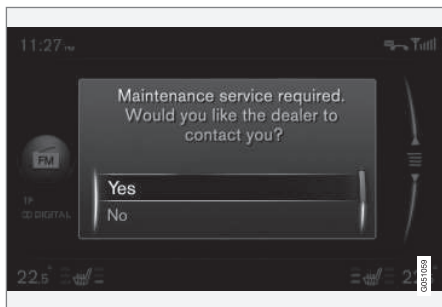 11:27 PM
Maintenance service required.
Would you like the dealer to
contact you?
FM
Yes
TP
No
DIGITAL
22.5
G051059